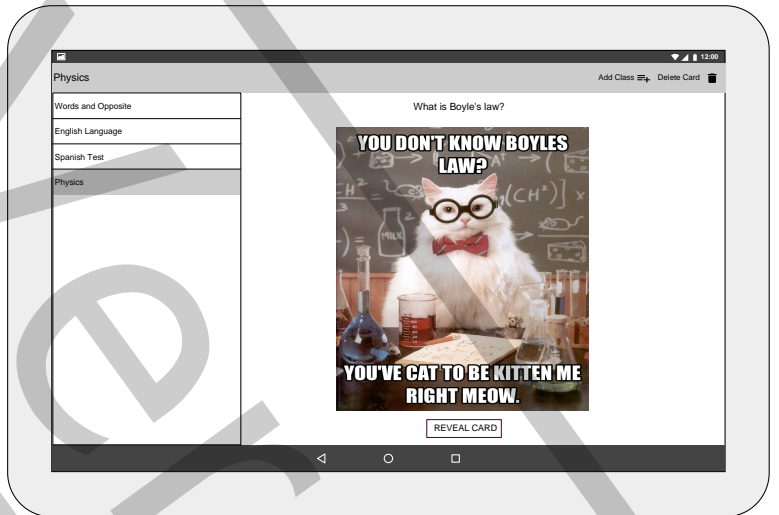 12:00
Physics
Add Class
Delete Card
Words and Opposite
English Language
Spanish Test
Physics
What is Boyle's law?
YOU DON'T KNOW BOYLES
LAW?
MILK
YOU'VE CAT TO BE KITTEN ME
RIGHT MEOW.
REVEAL CARD